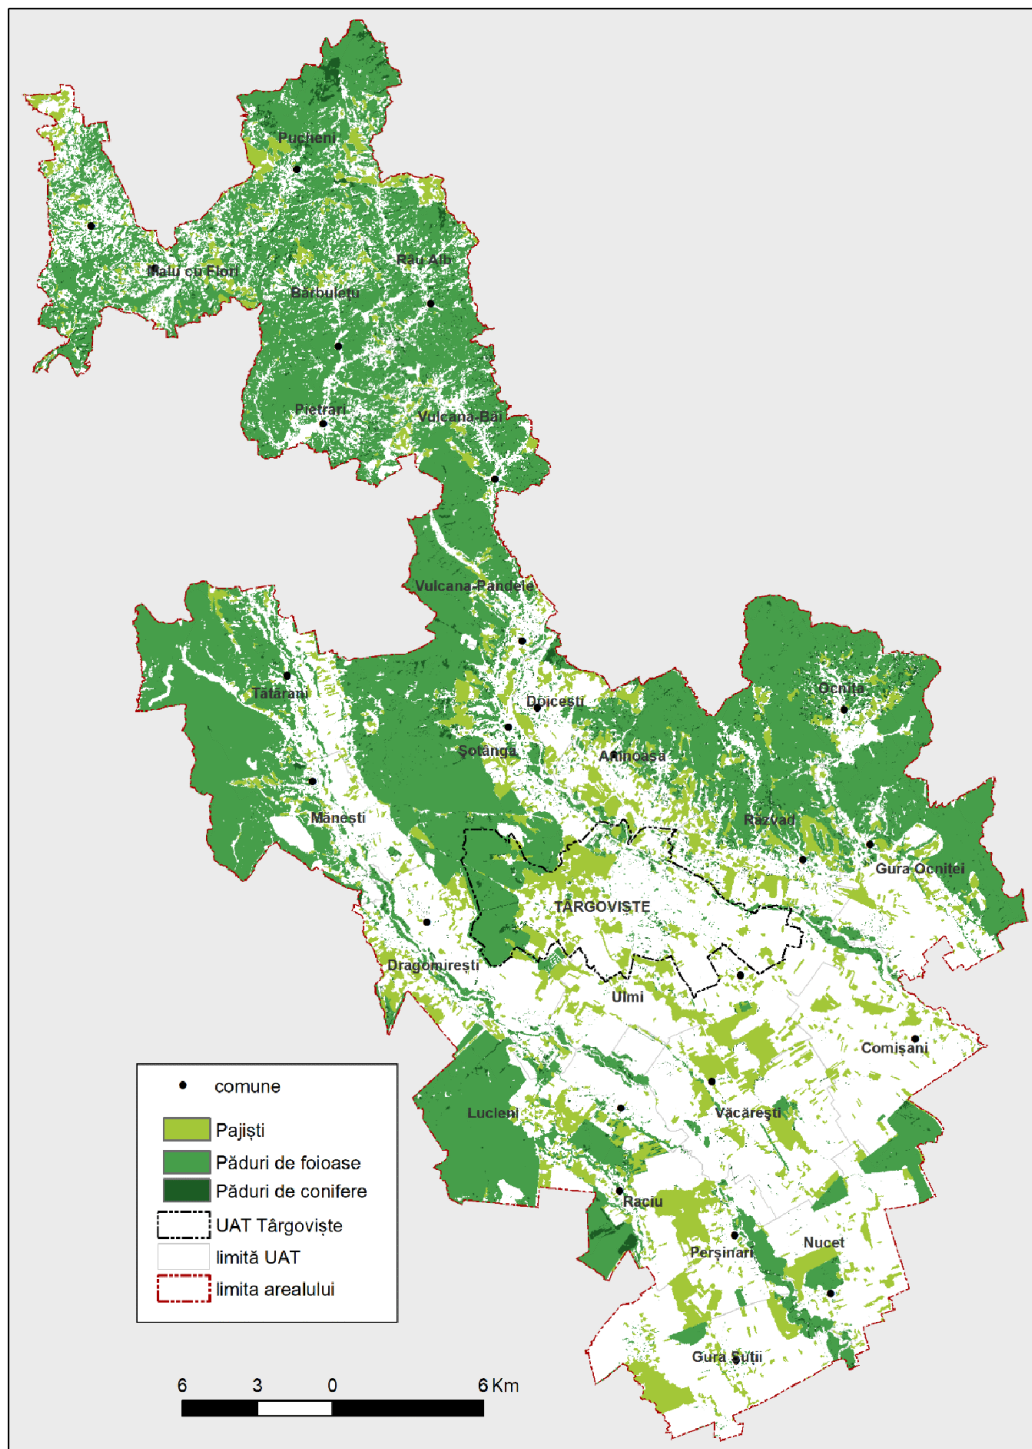 Pucheni
Râu Alb
Malu cu Flori
Bărbulețu
Pietrari
Vulcana-Băi
Vulcana-Pandele
Tătărani
Ocnița
Doicești
Șotânga
Aninoasa
Mănești
Răzvad
Gura Ocniței
TÂRGOVIȘTE
Dragomirești
Ulmi
Comișani
Lucieni
Văcărești
Raciu
Perșinari
Nucet
Gura Șuții
comune
Pajiști
Păduri de foioase
Păduri de conifere
UAT Târgoviște
limită UAT
limita arealului
6 3 0 6 Km